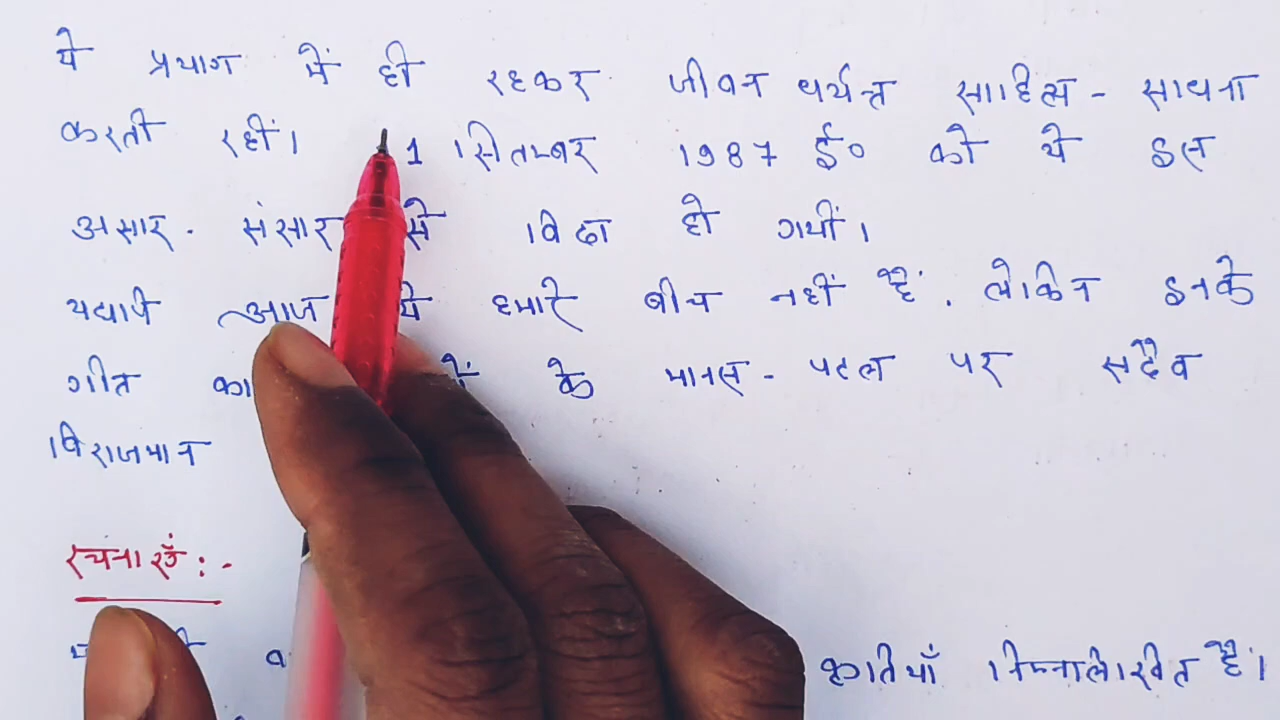 ये प्रयाग में ही रहकर जीवन पर्यन्त साहित्य - साधना
करती रहीं। 11 सितम्बर 1987 ई० को ये इस
असार - संसार से विदा हो गयीं।
यद्यपि आज ये हमारे बीच नहीं हैं. लेकिन इनके
गीत के मानस - पटल पर सदैव
विराजमान
रचनाएँ :-
कृतियाँ निम्नलिखित हैं।